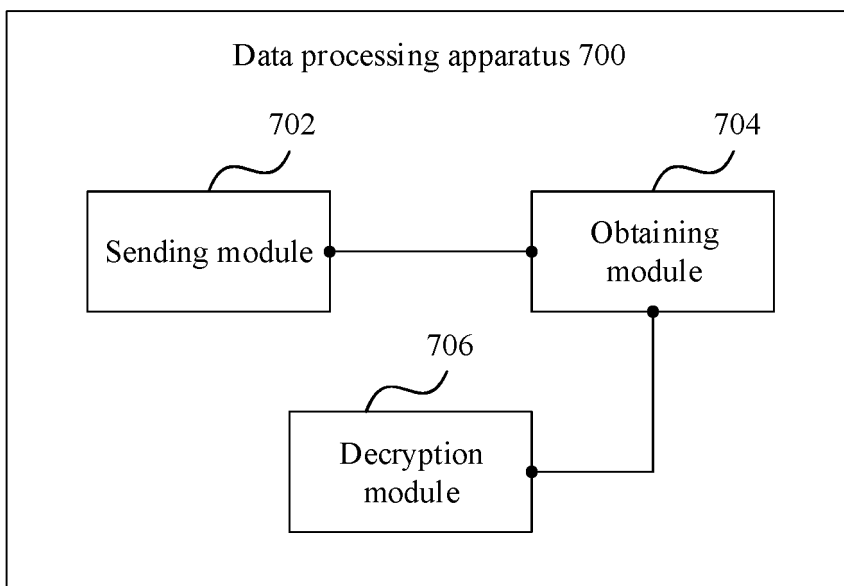 Data processing apparatus 700
702
704
Sending module
Obtaining
module
706
Decryption
module